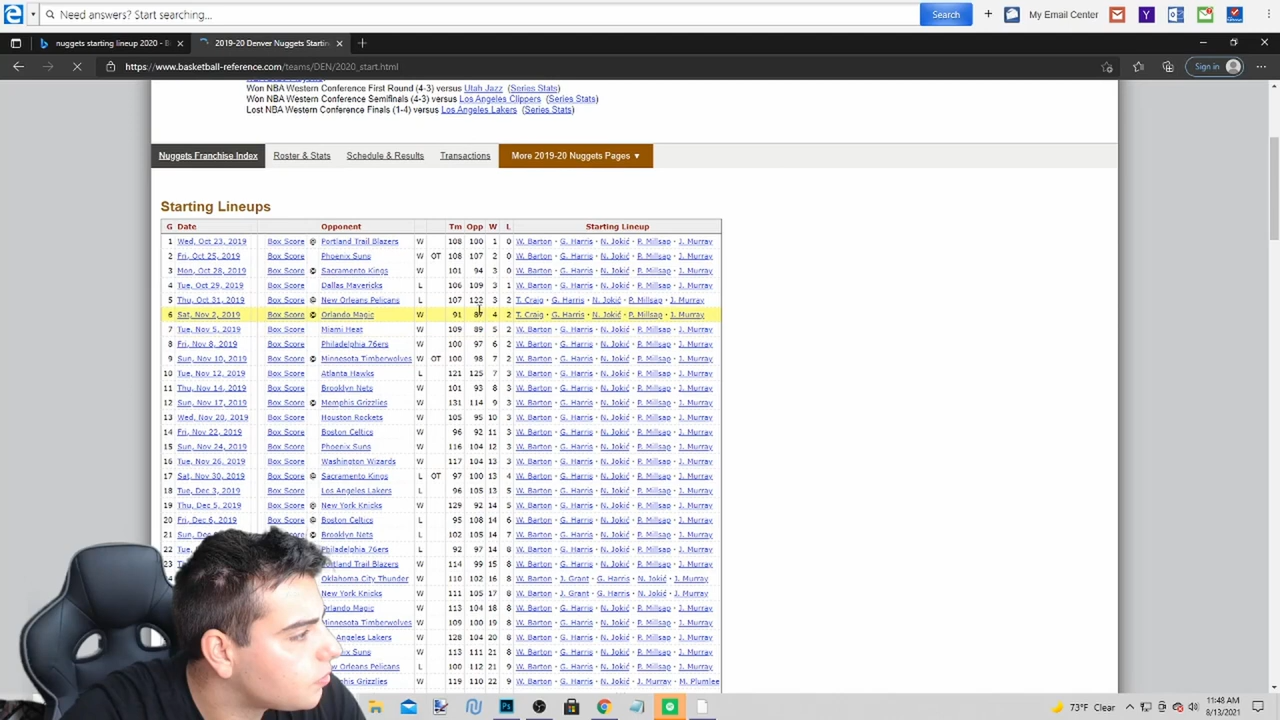 Need answers? Start searching...
Search
My Email Center
nuggets starting lineup 2020 - B
2019-20 Denver Nuggets Startin
https://www.basketball-reference.com/teams/DEN/2020_start.html
Sign in
Won NBA Western Conference First Round (4-3) versus Utah Jazz (Series Stats)
Won NBA Western Conference Semifinals (4-3) versus Los Angeles Clippers (Series Stats)
Lost NBA Western Conference Finals (1-4) versus Los Angeles Lakers (Series Stats)
Nuggets Franchise Index Roster & Stats Schedule & Results Transactions More 2019-20 Nuggets Pages ▼
Starting Lineups
G Date Opponent Tm Opp W L Starting Lineup
1 Wed, Oct 23, 2019 Box Score @ Portland Trail Blazers W 108 100 1 0 W. Barton · G. Harris · N. Jokić · P. Millsap · J. Murray
2 Fri, Oct 25, 2019 Box Score Phoenix Suns W OT 108 107 2 0 W. Barton · G. Harris · N. Jokić · P. Millsap · J. Murray
3 Mon, Oct 28, 2019 Box Score @ Sacramento Kings W 101 94 3 0 W. Barton · G. Harris · N. Jokić · P. Millsap · J. Murray
4 Tue, Oct 29, 2019 Box Score Dallas Mavericks L 106 109 3 1 W. Barton · G. Harris · N. Jokić · P. Millsap · J. Murray
5 Thu, Oct 31, 2019 Box Score @ New Orleans Pelicans L 107 122 3 2 T. Craig · G. Harris · N. Jokić · P. Millsap · J. Murray
6 Sat, Nov 2, 2019 Box Score @ Orlando Magic W 91 4 2 T. Craig · G. Harris · N. Jokić · P. Millsap · J. Murray
7 Tue, Nov 5, 2019 Box Score Miami Heat W 109 89 5 2 W. Barton · G. Harris · N. Jokić · P. Millsap · J. Murray
8 Fri, Nov 8, 2019 Box Score Philadelphia 76ers W 100 97 6 2 W. Barton · G. Harris · N. Jokić · P. Millsap · J. Murray
9 Sun, Nov 10, 2019 Box Score @ Minnesota Timberwolves W OT 100 98 7 2 W. Barton · G. Harris · N. Jokić · P. Millsap · J. Murray
10 Tue, Nov 12, 2019 Box Score Atlanta Hawks L 121 125 7 3 W. Barton · G. Harris · N. Jokić · P. Millsap · J. Murray
11 Thu, Nov 14, 2019 Box Score Brooklyn Nets W 101 93 8 3 W. Barton · G. Harris · N. Jokić · P. Millsap · J. Murray
12 Sun, Nov 17, 2019 Box Score @ Memphis Grizzlies W 131 114 9 3 W. Barton · G. Harris · N. Jokić · P. Millsap · J. Murray
13 Wed, Nov 20, 2019 Box Score Houston Rockets W 105 95 10 3 W. Barton · G. Harris · N. Jokić · P. Millsap · J. Murray
14 Fri, Nov 22, 2019 Box Score Boston Celtics W 96 92 11 3 W. Barton · G. Harris · N. Jokić · P. Millsap · J. Murray
15 Sun, Nov 24, 2019 Box Score Phoenix Suns W 116 104 12 3 W. Barton · G. Harris · N. Jokić · P. Millsap · J. Murray
16 Tue, Nov 26, 2019 Box Score Washington Wizards W 117 104 13 3 W. Barton · G. Harris · N. Jokić · P. Millsap · J. Murray
17 Sat, Nov 30, 2019 Box Score @ Sacramento Kings L OT 97 100 13 4 W. Barton · G. Harris · N. Jokić · P. Millsap · J. Murray
18 Tue, Dec 3, 2019 Box Score Los Angeles Lakers L 96 105 13 5 W. Barton · G. Harris · N. Jokić · P. Millsap · J. Murray
19 Thu, Dec 5, 2019 Box Score @ New York Knicks W 129 92 14 5 W. Barton · G. Harris · N. Jokić · P. Millsap · J. Murray
20 Fri, Dec 6, 2019 Box Score @ Boston Celtics L 95 108 14 6 W. Barton · G. Harris · N. Jokić · P. Millsap · J. Murray
21 Sun, Box Score @ Brooklyn Nets L 102 105 14 7 W. Barton · G. Harris · N. Jokić · P. Millsap · J. Murray
22 Tue, Philadelphia 76ers L 92 97 14 8 W. Barton · G. Harris · N. Jokić · P. Millsap · J. Murray
23 rtland Trail Blazers W 114 99 15 8 W. Barton · G. Harris · N. Jokić · P. Millsap · J. Murray
4 Oklahoma City Thunder W 110 102 16 8 W. Barton · J. Grant · G. Harris · N. Jokić · J. Murray
New York Knicks W 111 105 17 8 W. Barton · J. Grant · G. Harris · N. Jokić · J. Murray
rlando Magic W 113 104 18 8 W. Barton · G. Harris · N. Jokić · P. Millsap · J. Murray
innesota Timberwolves W 109 100 19 8 W. Barton · G. Harris · N. Jokić · P. Millsap · J. Murray
Angeles Lakers W 128 104 20 8 W. Barton · G. Harris · N. Jokić · P. Millsap · J. Murray
nix Suns W 113 111 21 8 W. Barton · G. Harris · N. Jokić · P. Millsap · J. Murray
w Orleans Pelicans L 100 112 21 9 W. Barton · G. Harris · N. Jokić · P. Millsap · J. Murray
phis Grizzlies W 119 110 22 9 W. Barton · G. Harris · N. Jokić · J. Murray · M. Plumlee
73°F Clear
11:48 AM
8/13/2021